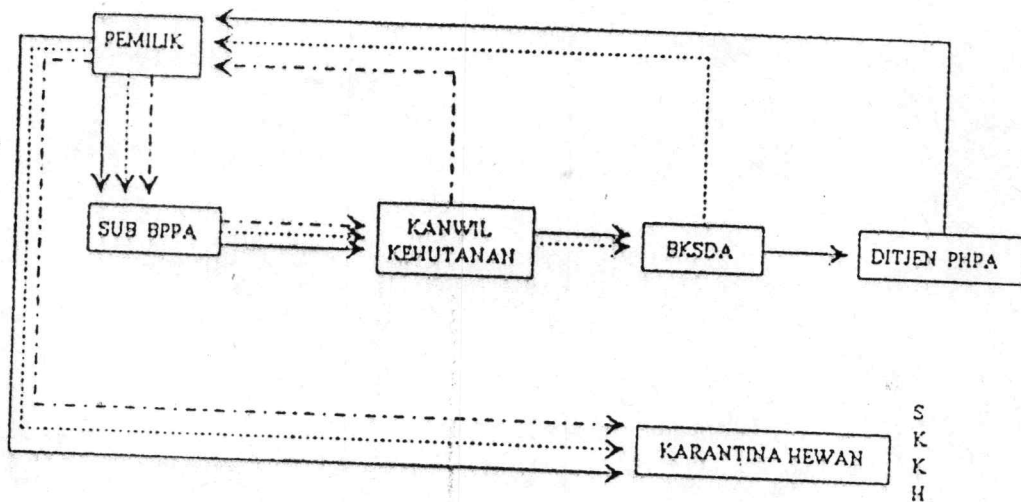 PEMILIK
SUB BPPA
KANWIL
KEHUTANAN
BKSDA
DITJEN PHPA
KARANTINA HEWAN
S
K
K
H